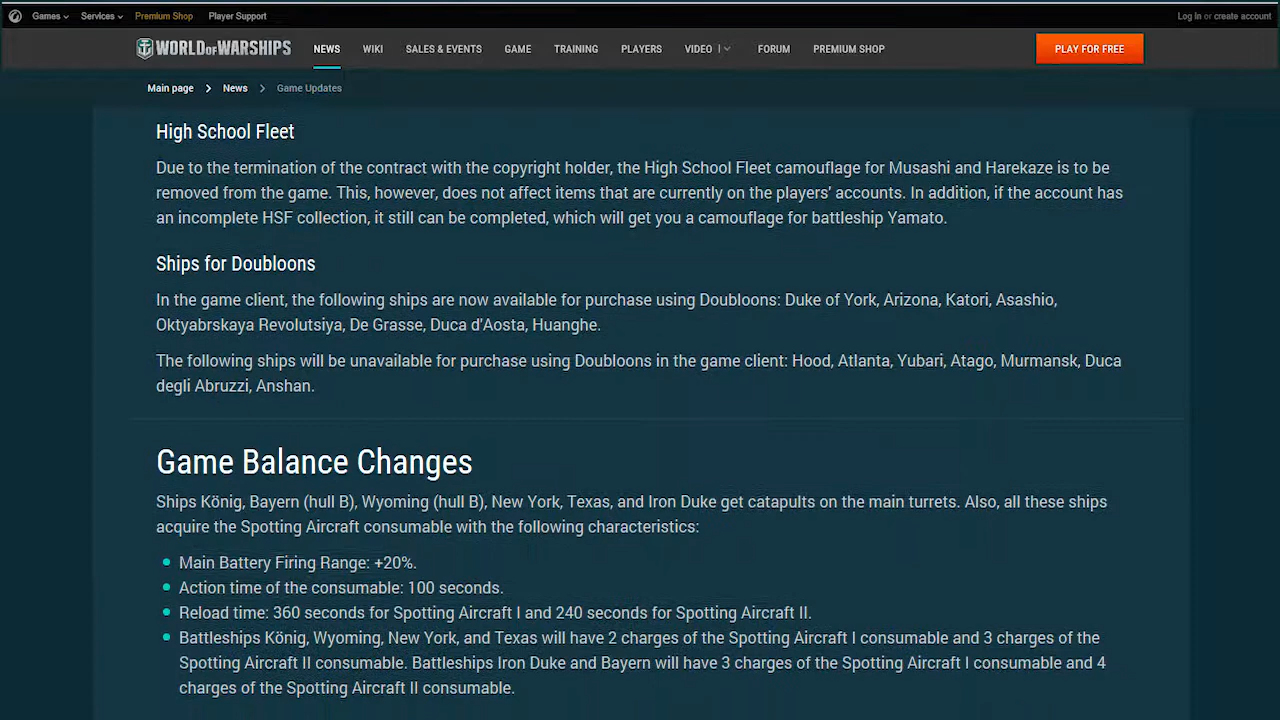 Games Services Premium Shop Player Support Log In or create account
WORLD OF WARSHIPS NEWS WIKI SALES & EVENTS GAME TRAINING PLAYERS VIDEO FORUM PREMIUM SHOP PLAY FOR FREE
Main page News Game Updates
High School Fleet
Due to the termination of the contract with the copyright holder, the High School Fleet camouflage for Musashi and Harekaze is to be
removed from the game. This, however, does not affect items that are currently on the players' accounts. In addition, if the account has
an incomplete HSF collection, it still can be completed, which will get you a camouflage for battleship Yamato.
Ships for Doubloons
In the game client, the following ships are now available for purchase using Doubloons: Duke of York, Arizona, Katori, Asashio,
Oktyabrskaya Revolutsiya, De Grasse, Duca d'Aosta, Huanghe.
The following ships will be unavailable for purchase using Doubloons in the game client: Hood, Atlanta, Yubari, Atago, Murmansk, Duca
degli Abruzzi, Anshan.
Game Balance Changes
Ships König, Bayern (hull B), Wyoming (hull B), New York, Texas, and Iron Duke get catapults on the main turrets. Also, all these ships
acquire the Spotting Aircraft consumable with the following characteristics:
Main Battery Firing Range: +20%.
Action time of the consumable: 100 seconds.
Reload time: 360 seconds for Spotting Aircraft I and 240 seconds for Spotting Aircraft II.
Battleships König, Wyoming, New York, and Texas will have 2 charges of the Spotting Aircraft I consumable and 3 charges of the
Spotting Aircraft II consumable. Battleships Iron Duke and Bayern will have 3 charges of the Spotting Aircraft I consumable and 4
charges of the Spotting Aircraft II consumable.